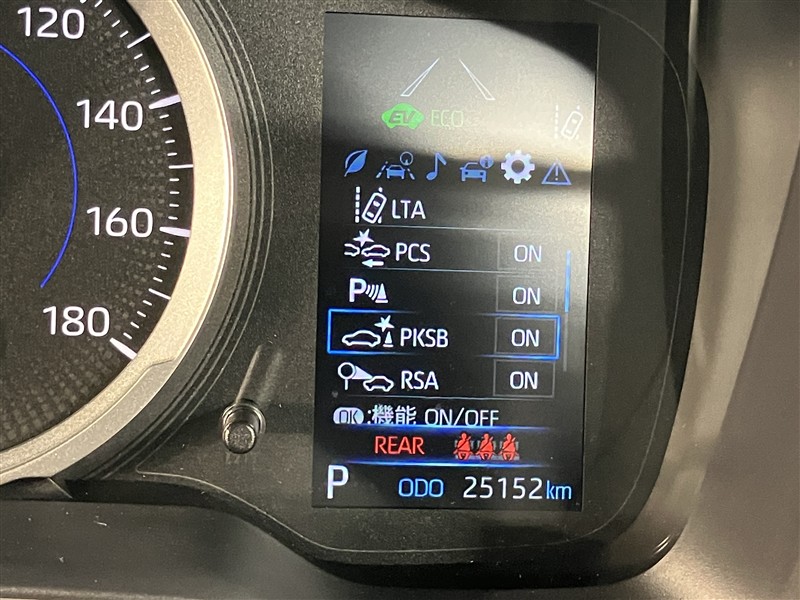 120
140
160
180
EV ECO
LTA
PCS ON
P ON
PKSB ON
RSA ON
OK :機能 ON/OFF
REAR
P ODO 25152km